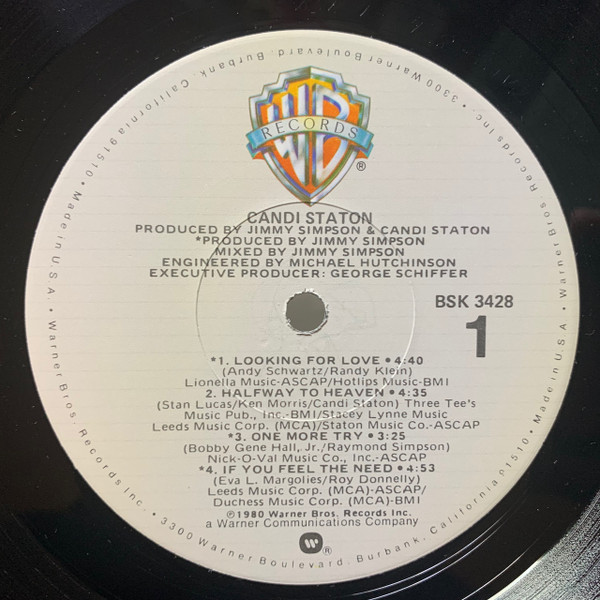 WB
RECORDS
®
CANDI STATON
PRODUCED BY JIMMY SIMPSON & CANDI STATON
*PRODUCED BY JIMMY SIMPSON
MIXED BY JIMMY SIMPSON
ENGINEERED BY MICHAEL HUTCHINSON
EXECUTIVE PRODUCER: GEORGE SCHIFFER
BSK 3428
1
*1. LOOKING FOR LOVE • 4:40
(Andy Schwartz/Randy Klein)
Lionella Music-ASCAP/Hotlips Music-BMI
2. HALFWAY TO HEAVEN • 4:35
(Stan Lucas/Ken Morris/Candi Staton) Three Tee's
Music Pub., Inc.-BMI/Stacey Lynne Music
Leeds Music Corp. (MCA)/Staton Music Co.-ASCAP
*3. ONE MORE TRY • 3:25
(Bobby Gene Hall, Jr./Raymond Simpson)
Nick-O-Val Music Co., Inc.-ASCAP
*4. IF YOU FEEL THE NEED • 4:53
(Eva L. Margolies/Roy Donnelly)
Leeds Music Corp. (MCA)-ASCAP/
Duchess Music Corp. (MCA)-BMI
℗1980 Warner Bros. Records Inc.
a Warner Communications Company
W®
Made in U.S.A. • Warner Bros. Records Inc. • 3300 Warner Boulevard, Burbank, California 91510 • Made in U.S.A. • Warner Bros. Records Inc. • 3300 Warner Boulevard, Burbank, California 91510 •